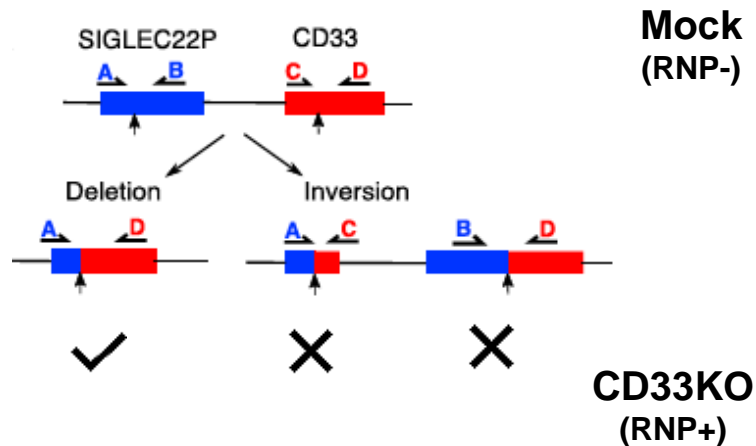 SIGLEC22P CD33
A B C D
Mock
(RNP-)
Deletion Inversion
A D A C B D
CD33KO
(RNP+)